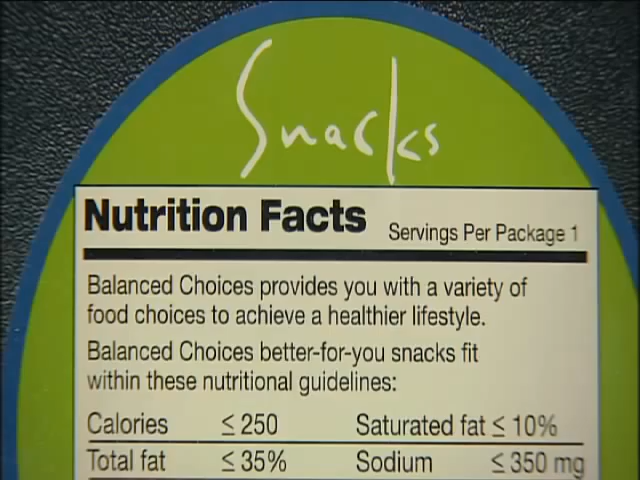 Snacks
Nutrition Facts Servings Per Package 1
Balanced Choices provides you with a variety of
food choices to achieve a healthier lifestyle.
Balanced Choices better-for-you snacks fit
within these nutritional guidelines:
Calories ≤ 250 Saturated fat ≤ 10%
Total fat ≤ 35% Sodium ≤ 350 mg